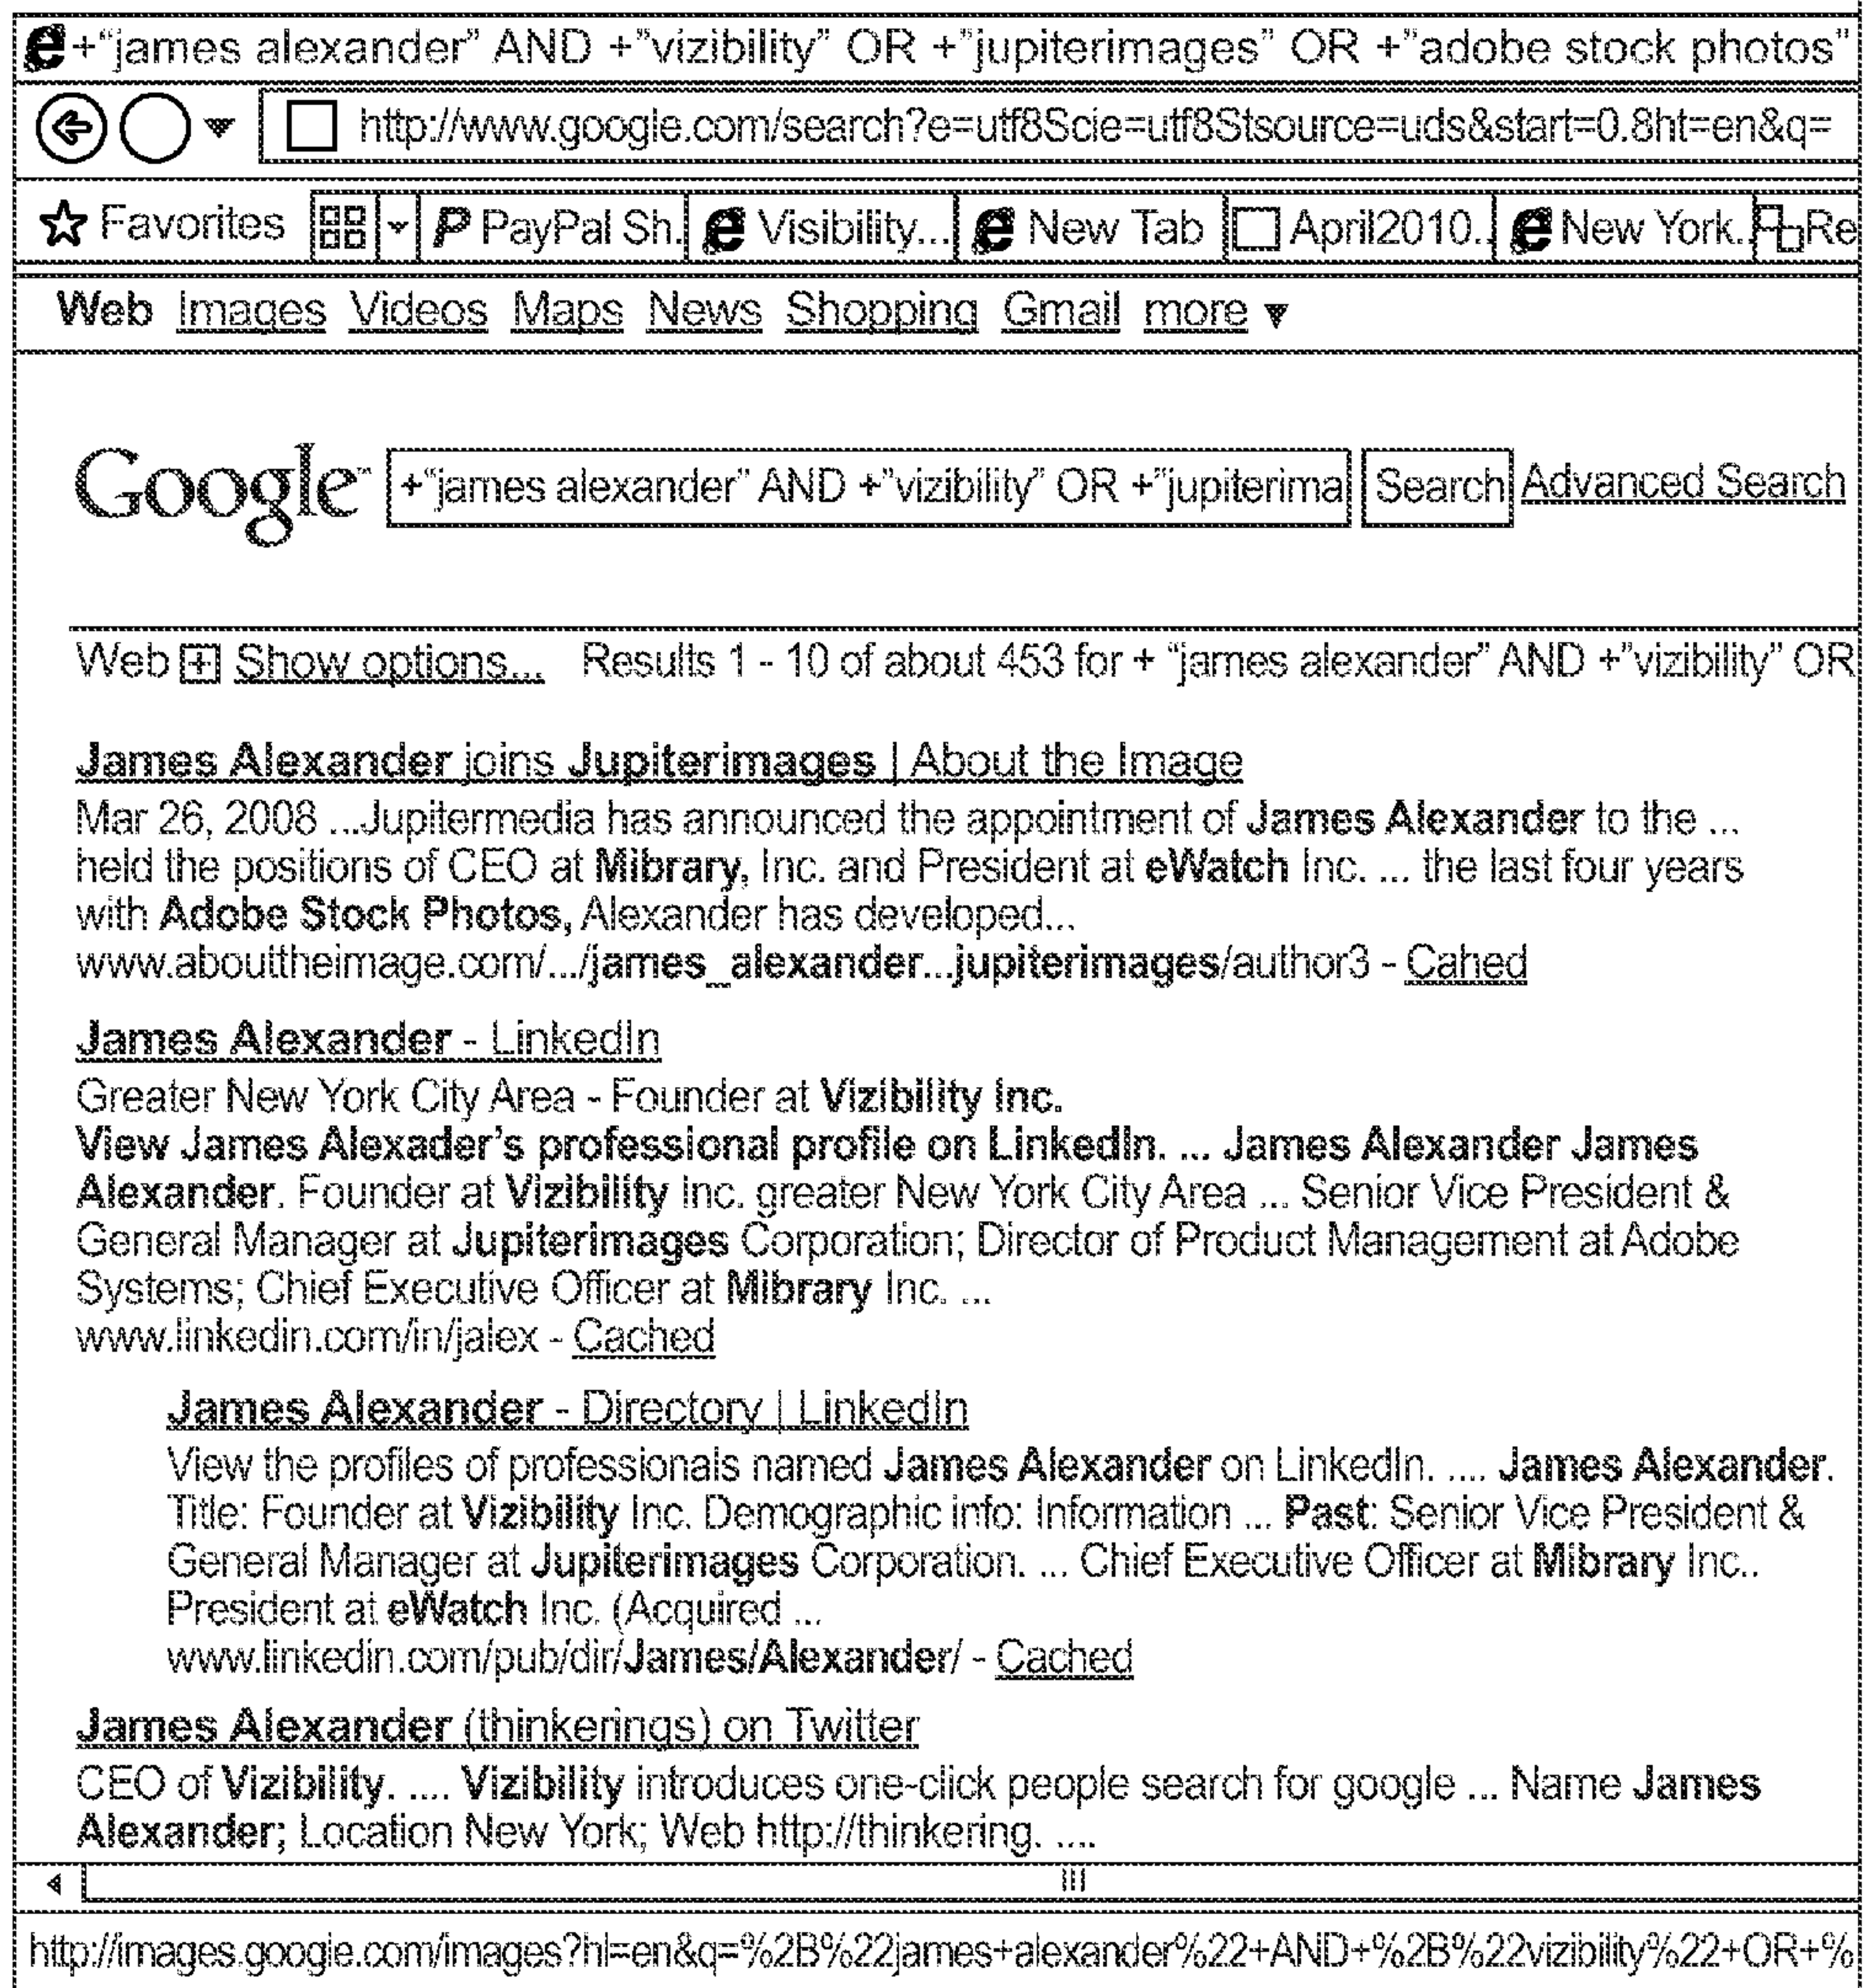 +“james alexander” AND +”vizibility” OR +”jupiterimages” OR +”adobe stock photos”
http://www.google.com/search?e=utf8Scie=utf8Stsource=uds&start=0.8ht=en&q=
Favorites PayPal Sh. Visibility... New Tab April2010.. New York.. Re
Web Images Videos Maps News Shopping Gmail more
Google™ +“james alexander” AND +”vizibility” OR +”jupiterima Search Advanced Search
Web + Show options... Results 1 - 10 of about 453 for + “james alexander” AND +”vizibility” OR
James Alexander joins Jupiterimages | About the Image
Mar 26, 2008 ...Jupitermedia has announced the appointment of James Alexander to the ...
held the positions of CEO at Mibrary, Inc. and President at eWatch Inc. ... the last four years
with Adobe Stock Photos, Alexander has developed...
www.abouttheimage.com/.../james_alexander...jupiterimages/author3 - Cahed
James Alexander - LinkedIn
Greater New York City Area - Founder at Vizibility Inc.
View James Alexader’s professional profile on LinkedIn. ... James Alexander James
Alexander. Founder at Vizibility Inc. greater New York City Area ... Senior Vice President &
General Manager at Jupiterimages Corporation; Director of Product Management at Adobe
Systems; Chief Executive Officer at Mibrary Inc. ...
www.linkedin.com/in/jalex - Cached
James Alexander - Directory | LinkedIn
View the profiles of professionals named James Alexander on LinkedIn. .... James Alexander.
Title: Founder at Vizibility Inc. Demographic info: Information ... Past: Senior Vice President &
General Manager at Jupiterimages Corporation. ... Chief Executive Officer at Mibrary Inc..
President at eWatch Inc. (Acquired ...
www.linkedin.com/pub/dir/James/Alexander/ - Cached
James Alexander (thinkerings) on Twitter
CEO of Vizibility. .... Vizibility introduces one-click people search for google ... Name James
Alexander; Location New York; Web http://thinkering. ....
http://images.google.com/images?hl=en&q=%2B%22james+alexander%22+AND+%2B%22vizibility%22+OR+%